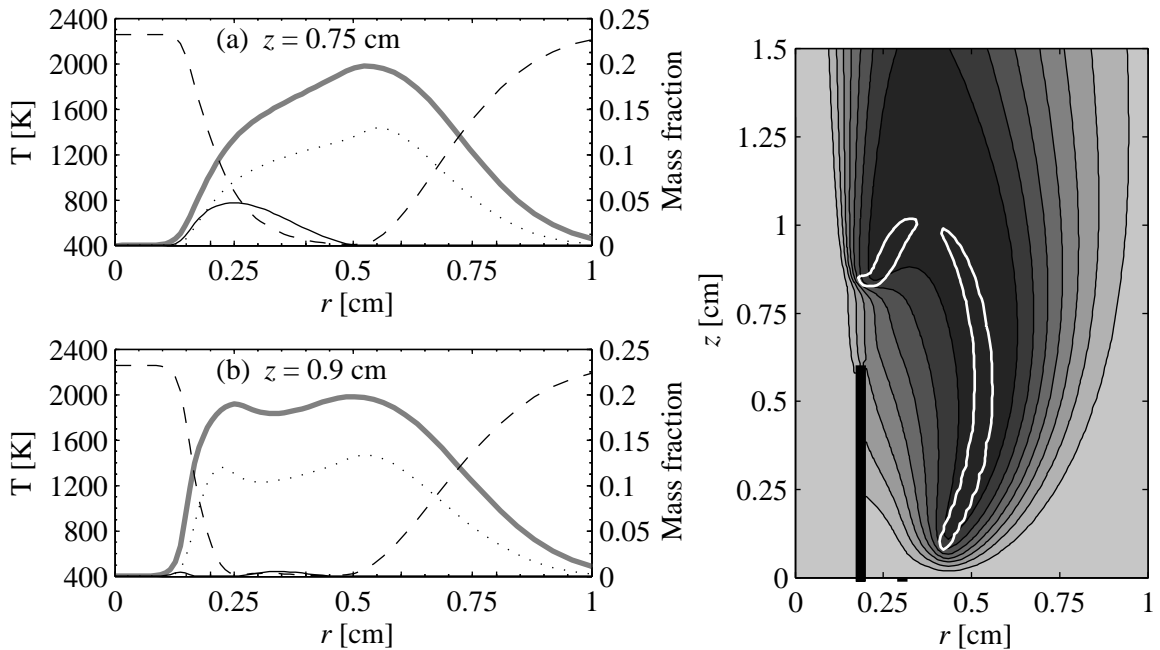 (a) z = 0.75 cm
T [K]
2400
2000
1600
1200
800
400
0.25
0.2
0.15
0.1
0.05
0
Mass fraction
0 0.25 0.5 0.75 1
r [cm]
(b) z = 0.9 cm
T [K]
2400
2000
1600
1200
800
400
0.25
0.2
0.15
0.1
0.05
0
Mass fraction
0 0.25 0.5 0.75 1
r [cm]
z [cm]
1.5
1.25
1
0.75
0.5
0.25
0
0 0.25 0.5 0.75 1
r [cm]